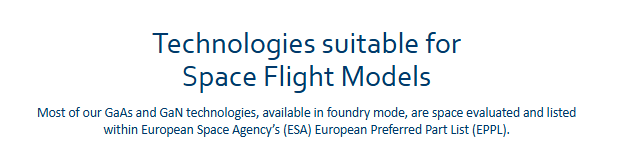 Technologies suitable for
Space Flight Models
Most of our GaAs and GaN technologies, available in foundry mode, are space evaluated and listed
within European Space Agency's (ESA) European Preferred Part List (EPPL).